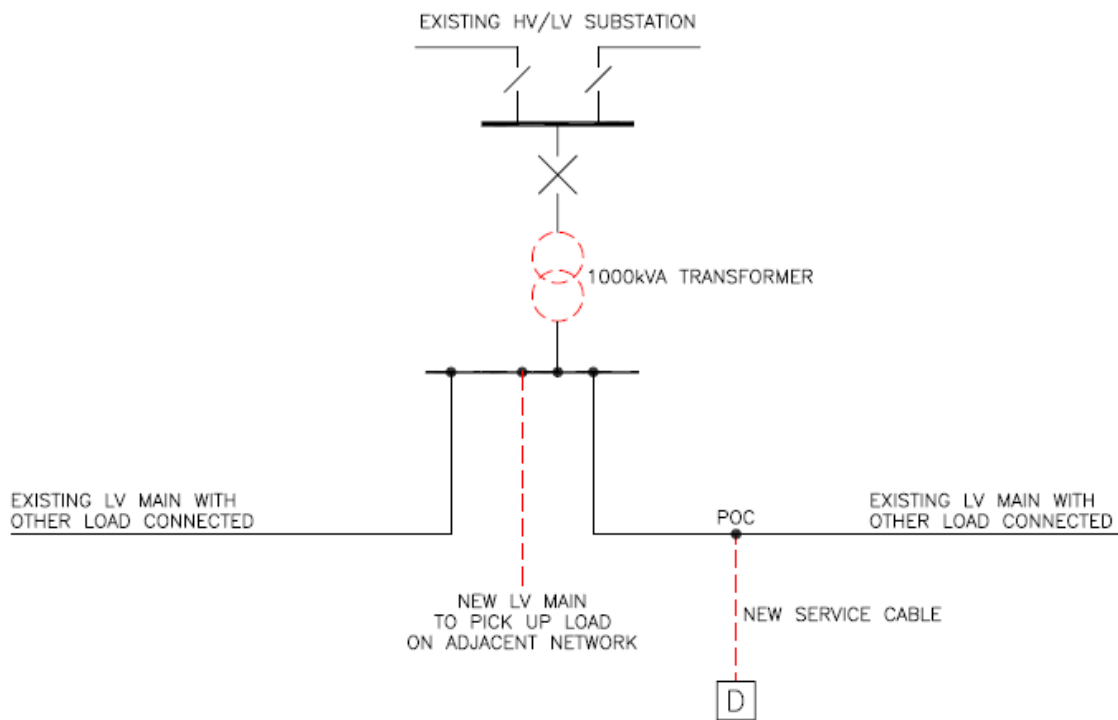 EXISTING HV/LV SUBSTATION
1000kVA TRANSFORMER
EXISTING LV MAIN WITH
OTHER LOAD CONNECTED
POC
EXISTING LV MAIN WITH
OTHER LOAD CONNECTED
NEW LV MAIN
TO PICK UP LOAD
ON ADJACENT NETWORK
NEW SERVICE CABLE
D